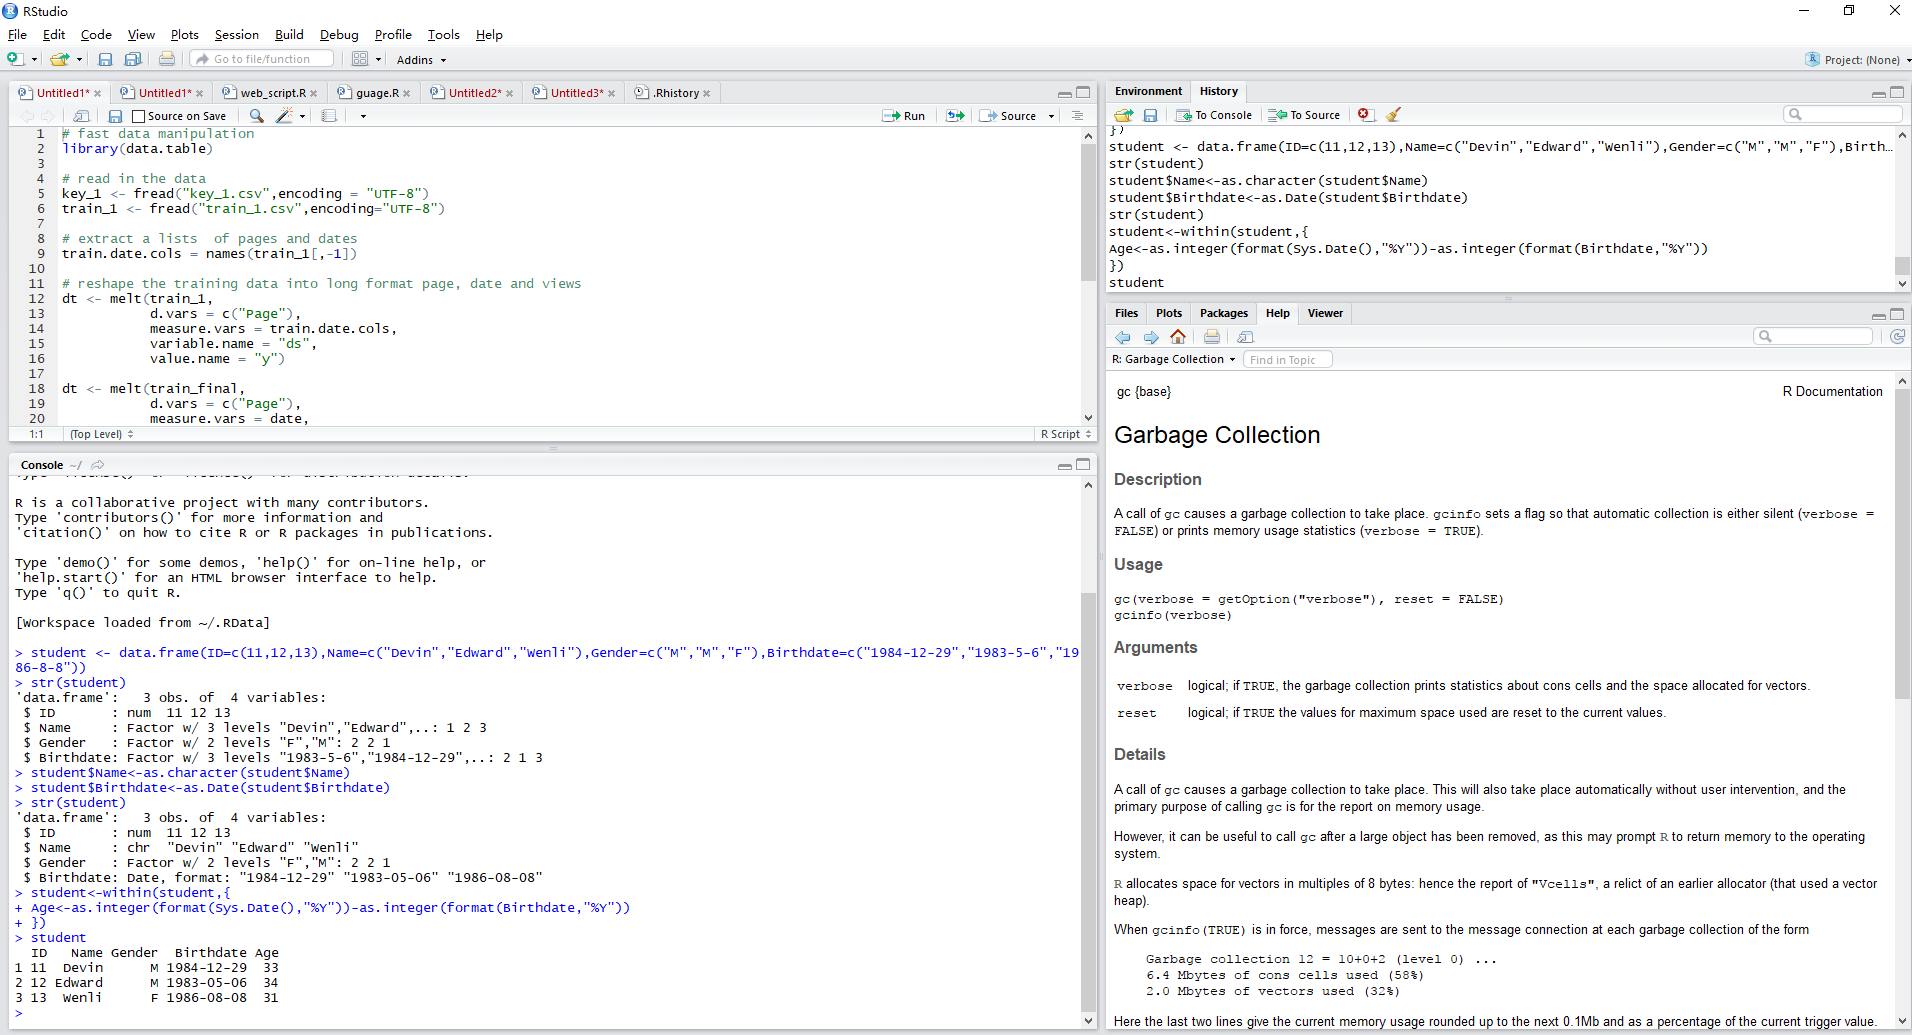 RStudio
File Edit Code View Plots Session Build Debug Profile Tools Help
Go to file/function Addins Project: (None)
Untitled1* Untitled1* web_script.R guage.R Untitled2* Untitled3* .Rhistory
Source on Save Run Source
1 # fast data manipulation
2 library(data.table)
3
4 # read in the data
5 key_1 <- fread("key_1.csv",encoding = "UTF-8")
6 train_1 <- fread("train_1.csv",encoding="UTF-8")
7
8 # extract a lists  of pages and dates
9 train.date.cols = names(train_1[,-1])
10
11 # reshape the training data into long format page, date and views
12 dt <- melt(train_1,
13            d.vars = c("Page"),
14            measure.vars = train.date.cols,
15            variable.name = "ds",
16            value.name = "y")
17
18 dt <- melt(train_final,
19            d.vars = c("Page"),
20            measure.vars = date,
1:1 (Top Level) R Script
Console ~/
R is a collaborative project with many contributors.
Type 'contributors()' for more information and
'citation()' on how to cite R or R packages in publications.
Type 'demo()' for some demos, 'help()' for on-line help, or
'help.start()' for an HTML browser interface to help.
Type 'q()' to quit R.
[Workspace loaded from ~/.RData]
> student <- data.frame(ID=c(11,12,13),Name=c("Devin","Edward","Wenli"),Gender=c("M","M","F"),Birthdate=c("1984-12-29","1983-5-6","19
86-8-8"))
> str(student)
'data.frame':   3 obs. of  4 variables:
 $ ID       : num  11 12 13
 $ Name     : Factor w/ 3 levels "Devin","Edward",..: 1 2 3
 $ Gender   : Factor w/ 2 levels "F","M": 2 2 1
 $ Birthdate: Factor w/ 3 levels "1983-5-6","1984-12-29",..: 2 1 3
> student$Name<-as.character(student$Name)
> student$Birthdate<-as.Date(student$Birthdate)
> str(student)
'data.frame':   3 obs. of  4 variables:
 $ ID       : num  11 12 13
 $ Name     : chr  "Devin" "Edward" "Wenli"
 $ Gender   : Factor w/ 2 levels "F","M": 2 2 1
 $ Birthdate: Date, format: "1984-12-29" "1983-05-06" "1986-08-08"
> student<-within(student,{
+ Age<-as.integer(format(Sys.Date(),"%Y"))-as.integer(format(Birthdate,"%Y"))
+ })
> student
  ID   Name Gender  Birthdate Age
1 11  Devin      M 1984-12-29  33
2 12 Edward      M 1983-05-06  34
3 13  Wenli      F 1986-08-08  31
>
Environment History
To Console To Source
})
student <- data.frame(ID=c(11,12,13),Name=c("Devin","Edward","Wenli"),Gender=c("M","M","F"),Birth...
str(student)
student$Name<-as.character(student$Name)
student$Birthdate<-as.Date(student$Birthdate)
str(student)
student<-within(student,{
Age<-as.integer(format(Sys.Date(),"%Y"))-as.integer(format(Birthdate,"%Y"))
})
student
Files Plots Packages Help Viewer
R: Garbage Collection Find in Topic
gc {base} R Documentation
Garbage Collection
Description
A call of gc causes a garbage collection to take place. gcinfo sets a flag so that automatic collection is either silent (verbose =
FALSE) or prints memory usage statistics (verbose = TRUE).
Usage
gc(verbose = getOption("verbose"), reset = FALSE)
gcinfo(verbose)
Arguments
verbose logical; if TRUE, the garbage collection prints statistics about cons cells and the space allocated for vectors.
reset logical; if TRUE the values for maximum space used are reset to the current values.
Details
A call of gc causes a garbage collection to take place. This will also take place automatically without user intervention, and the
primary purpose of calling gc is for the report on memory usage.
However, it can be useful to call gc after a large object has been removed, as this may prompt R to return memory to the operating
system.
R allocates space for vectors in multiples of 8 bytes: hence the report of "Vcells", a relict of an earlier allocator (that used a vector
heap).
When gcinfo(TRUE) is in force, messages are sent to the message connection at each garbage collection of the form
Garbage collection 12 = 10+0+2 (level 0) ...
6.4 Mbytes of cons cells used (58%)
2.0 Mbytes of vectors used (32%)
Here the last two lines give the current memory usage rounded up to the next 0.1Mb and as a percentage of the current trigger value.